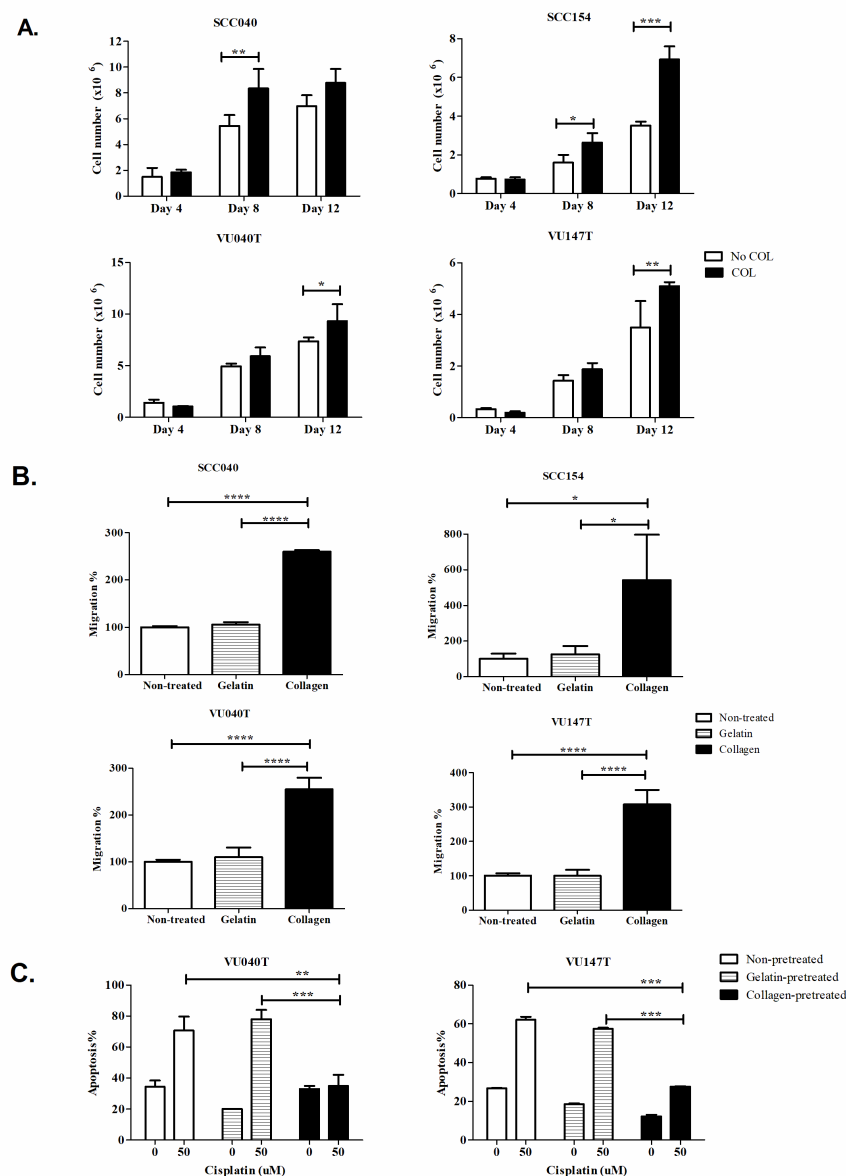 A.
SCC040
Cell number (x10 6)
12
10
8
6
4
2
0
**
Day 4 Day 8 Day 12
SCC154
Cell number (x10 6)
8
6
4
2
0
*
***
Day 4 Day 8 Day 12
VU040T
Cell number (x10 6)
15
10
5
0
*
Day 4 Day 8 Day 12
VU147T
Cell number (x10 6)
6
4
2
0
**
Day 4 Day 8 Day 12
No COL
COL
B.
SCC040
Migration %
300
200
100
0
****
****
Non-treated Gelatin Collagen
SCC154
Migration %
800
600
400
200
0
*
*
Non-treated Gelatin Collagen
VU040T
Migration %
300
200
100
0
****
****
Non-treated Gelatin Collagen
VU147T
Migration %
400
300
200
100
0
****
****
Non-treated Gelatin Collagen
Non-treated
Gelatin
Collagen
C.
VU040T
Apoptosis%
100
80
60
40
20
0
**
***
0 50 0 50 0 50
Cisplatin (uM)
VU147T
Apoptosis%
80
60
40
20
0
***
***
0 50 0 50 0 50
Cisplatin (uM)
Non-pretreated
Gelatin-pretreated
Collagen-pretreated